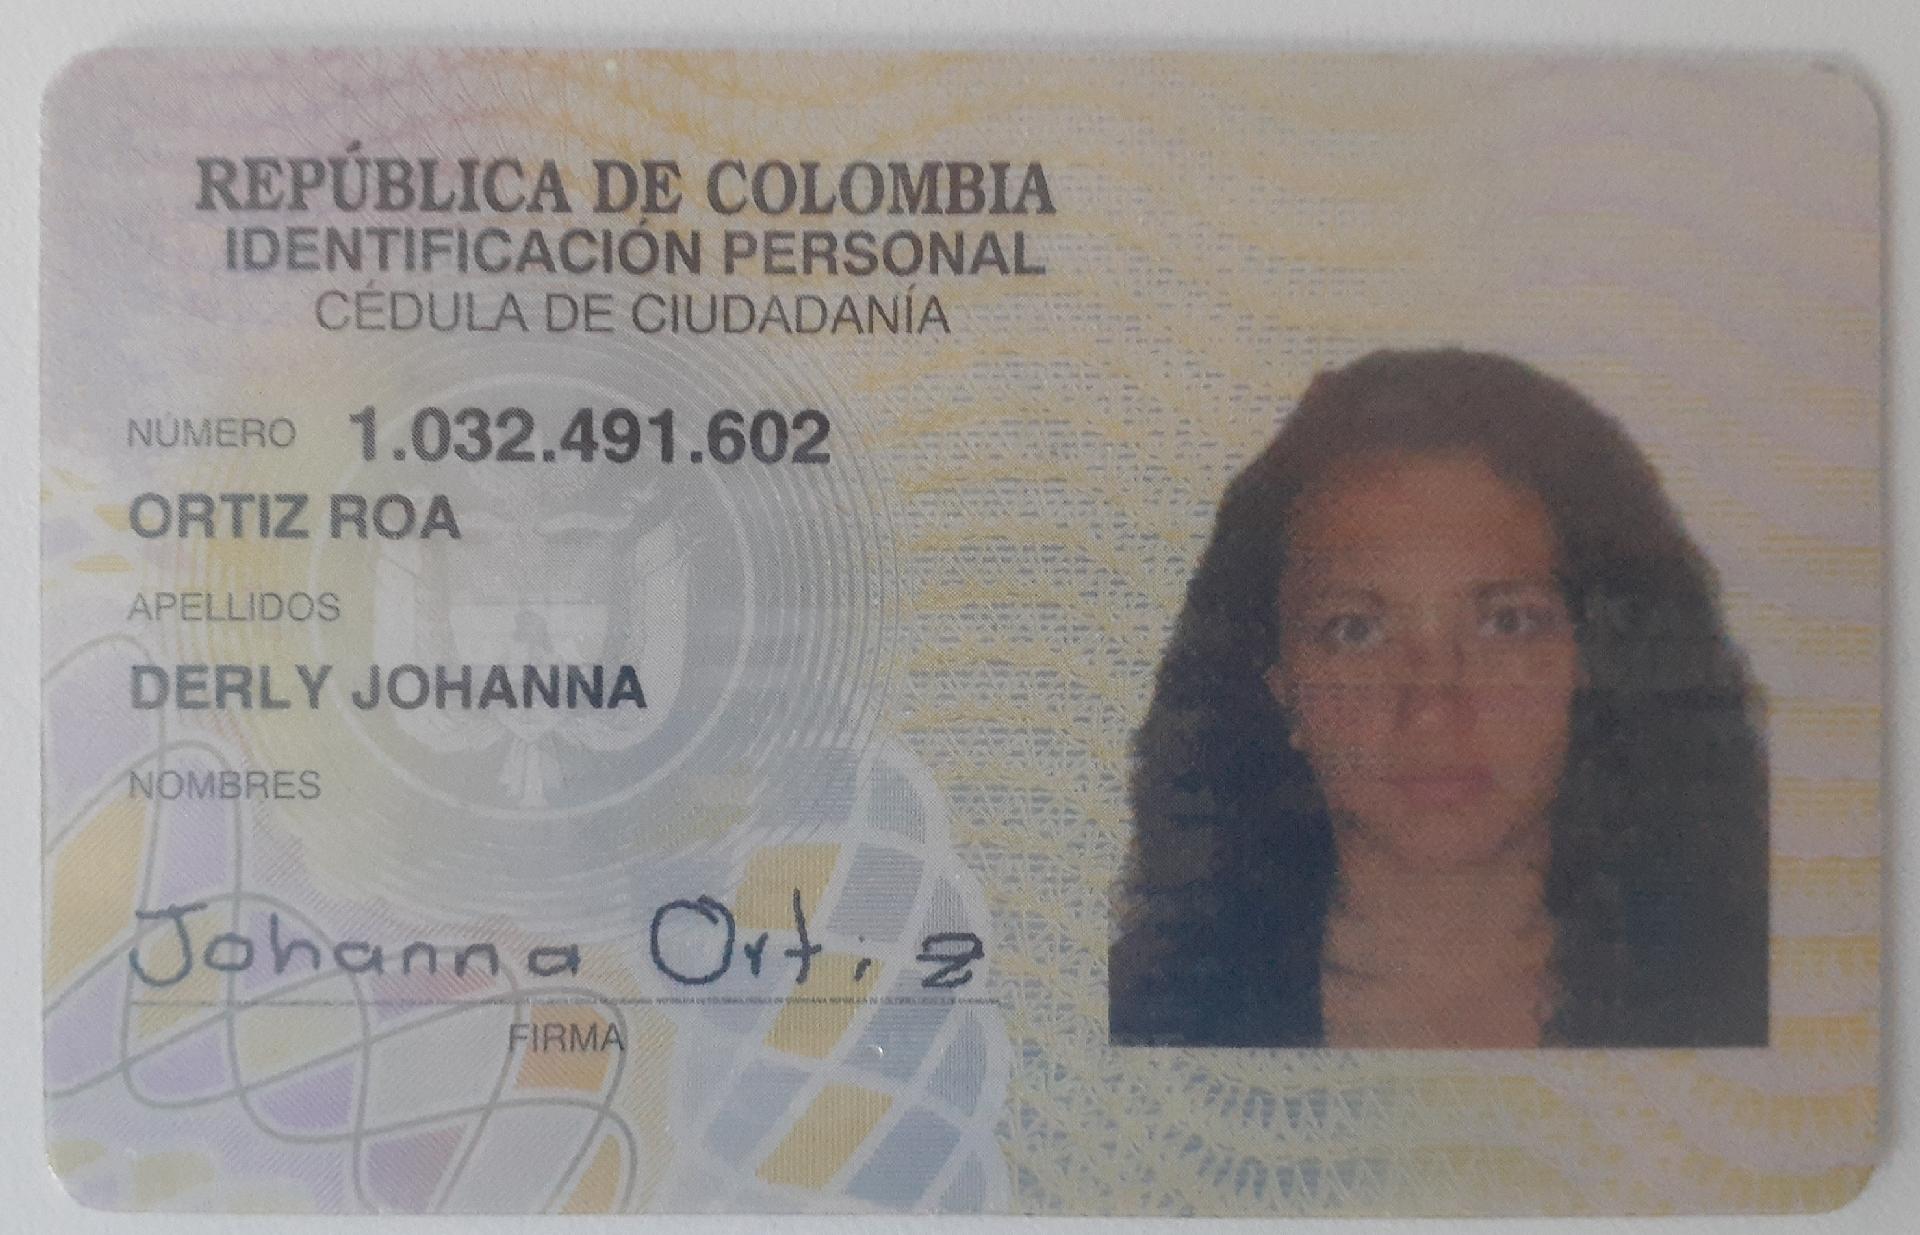 REPÚBLICA DE COLOMBIA
IDENTIFICACIÓN PERSONAL
CÉDULA DE CIUDADANÍA
NÚMERO 1.032.491.602
ORTIZ ROA
APELLIDOS
DERLY JOHANNA
NOMBRES
Johanna Ortiz
FIRMA